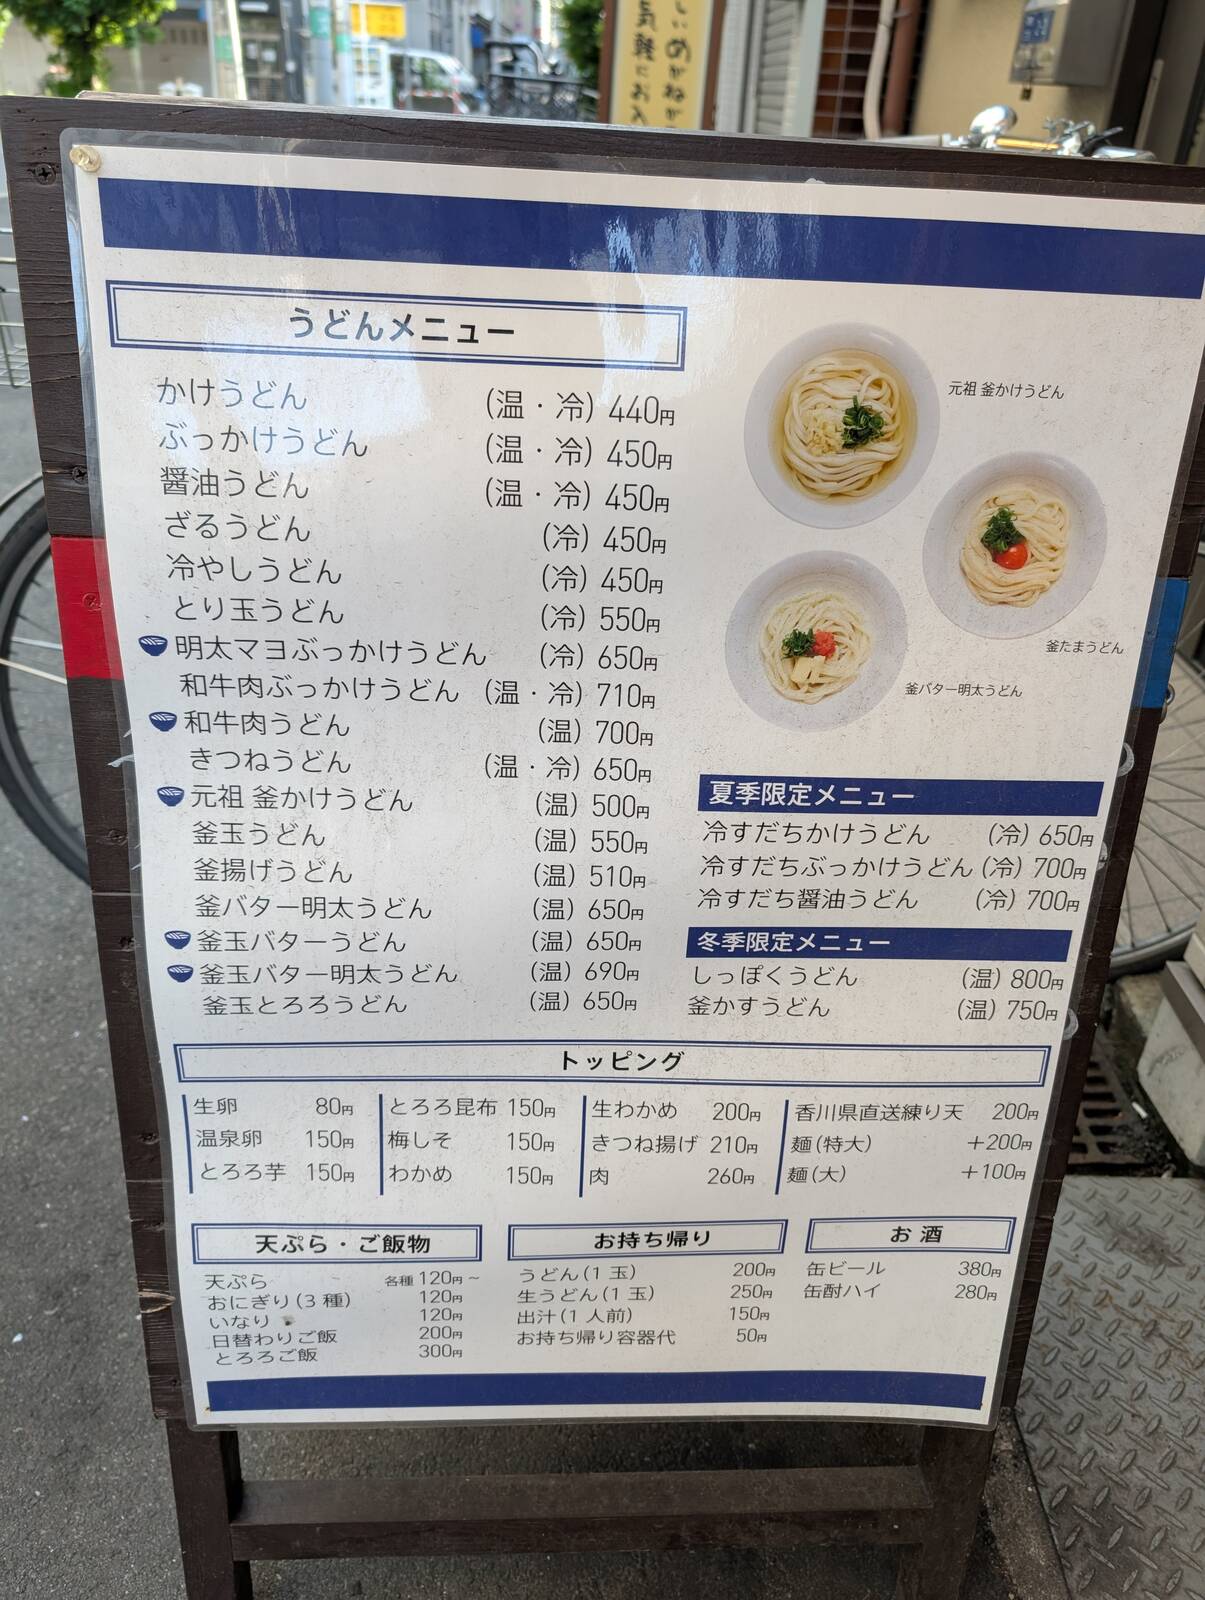 しいめがねが
気軽にお入
うどんメニュー
かけうどん (温・冷) 440円
ぶっかけうどん (温・冷) 450円
醤油うどん (温・冷) 450円
ざるうどん (冷) 450円
冷やしうどん (冷) 450円
とり玉うどん (冷) 550円
明太マヨぶっかけうどん (冷) 650円
和牛肉ぶっかけうどん (温・冷) 710円
和牛肉うどん (温) 700円
きつねうどん (温・冷) 650円
元祖 釜かけうどん (温) 500円
釜玉うどん (温) 550円
釜揚げうどん (温) 510円
釜バター明太うどん (温) 650円
釜玉バターうどん (温) 650円
釜玉バター明太うどん (温) 690円
釜玉とろろうどん (温) 650円
元祖 釜かけうどん
釜たまうどん
釜バター明太うどん
夏季限定メニュー
冷すだちかけうどん (冷) 650円
冷すだちぶっかけうどん (冷) 700円
冷すだち醤油うどん (冷) 700円
冬季限定メニュー
しっぽくうどん (温) 800円
釜かすうどん (温) 750円
トッピング
生卵 80円
温泉卵 150円
とろろ芋 150円
とろろ昆布 150円
梅しそ 150円
わかめ 150円
生わかめ 200円
きつね揚げ 210円
肉 260円
香川県直送練り天 200円
麺(特大) +200円
麺(大) +100円
天ぷら・ご飯物
天ぷら 各種 120円~
おにぎり(3種) 120円
いなり 120円
日替わりご飯 200円
とろろご飯 300円
お持ち帰り
うどん(1玉) 200円
生うどん(1玉) 250円
出汁(1人前) 150円
お持ち帰り容器代 50円
お酒
缶ビール 380円
缶酎ハイ 280円